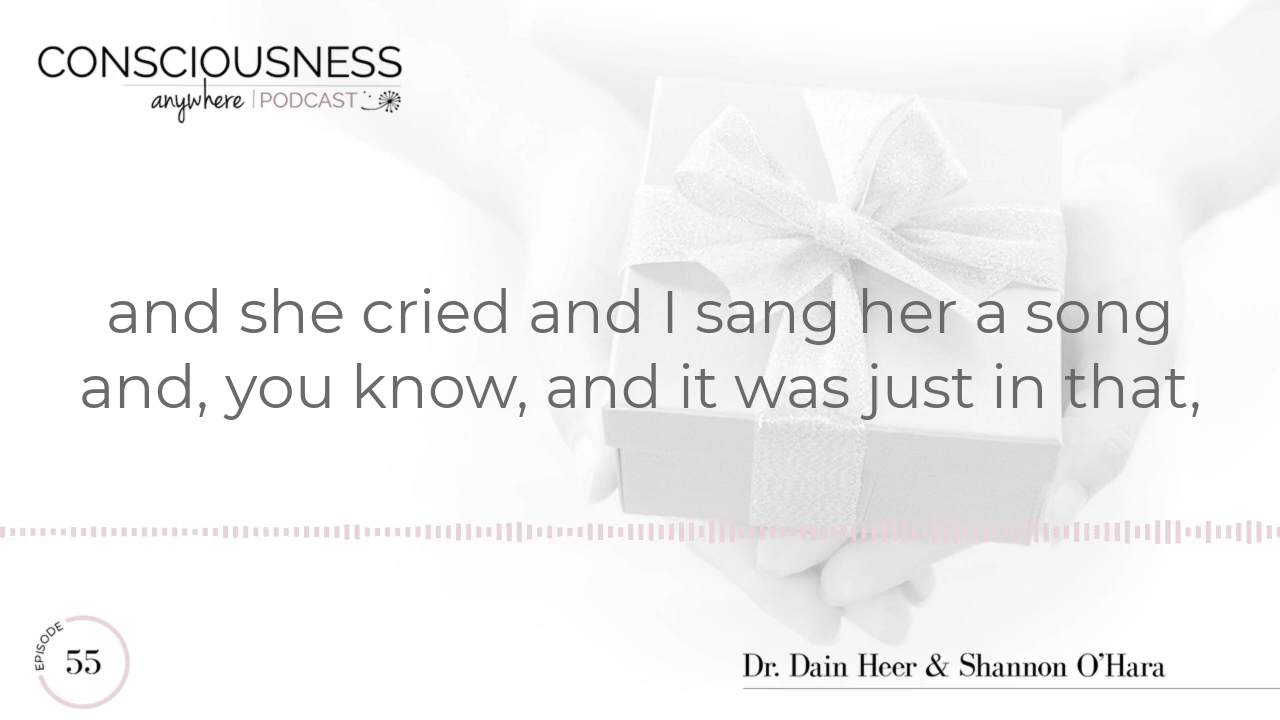 CONSCIOUSNESS
anywhere | PODCAST
and she cried and I sang her a song
and, you know, and it was just in that,
EPISODE
55
Dr. Dain Heer & Shannon O'Hara